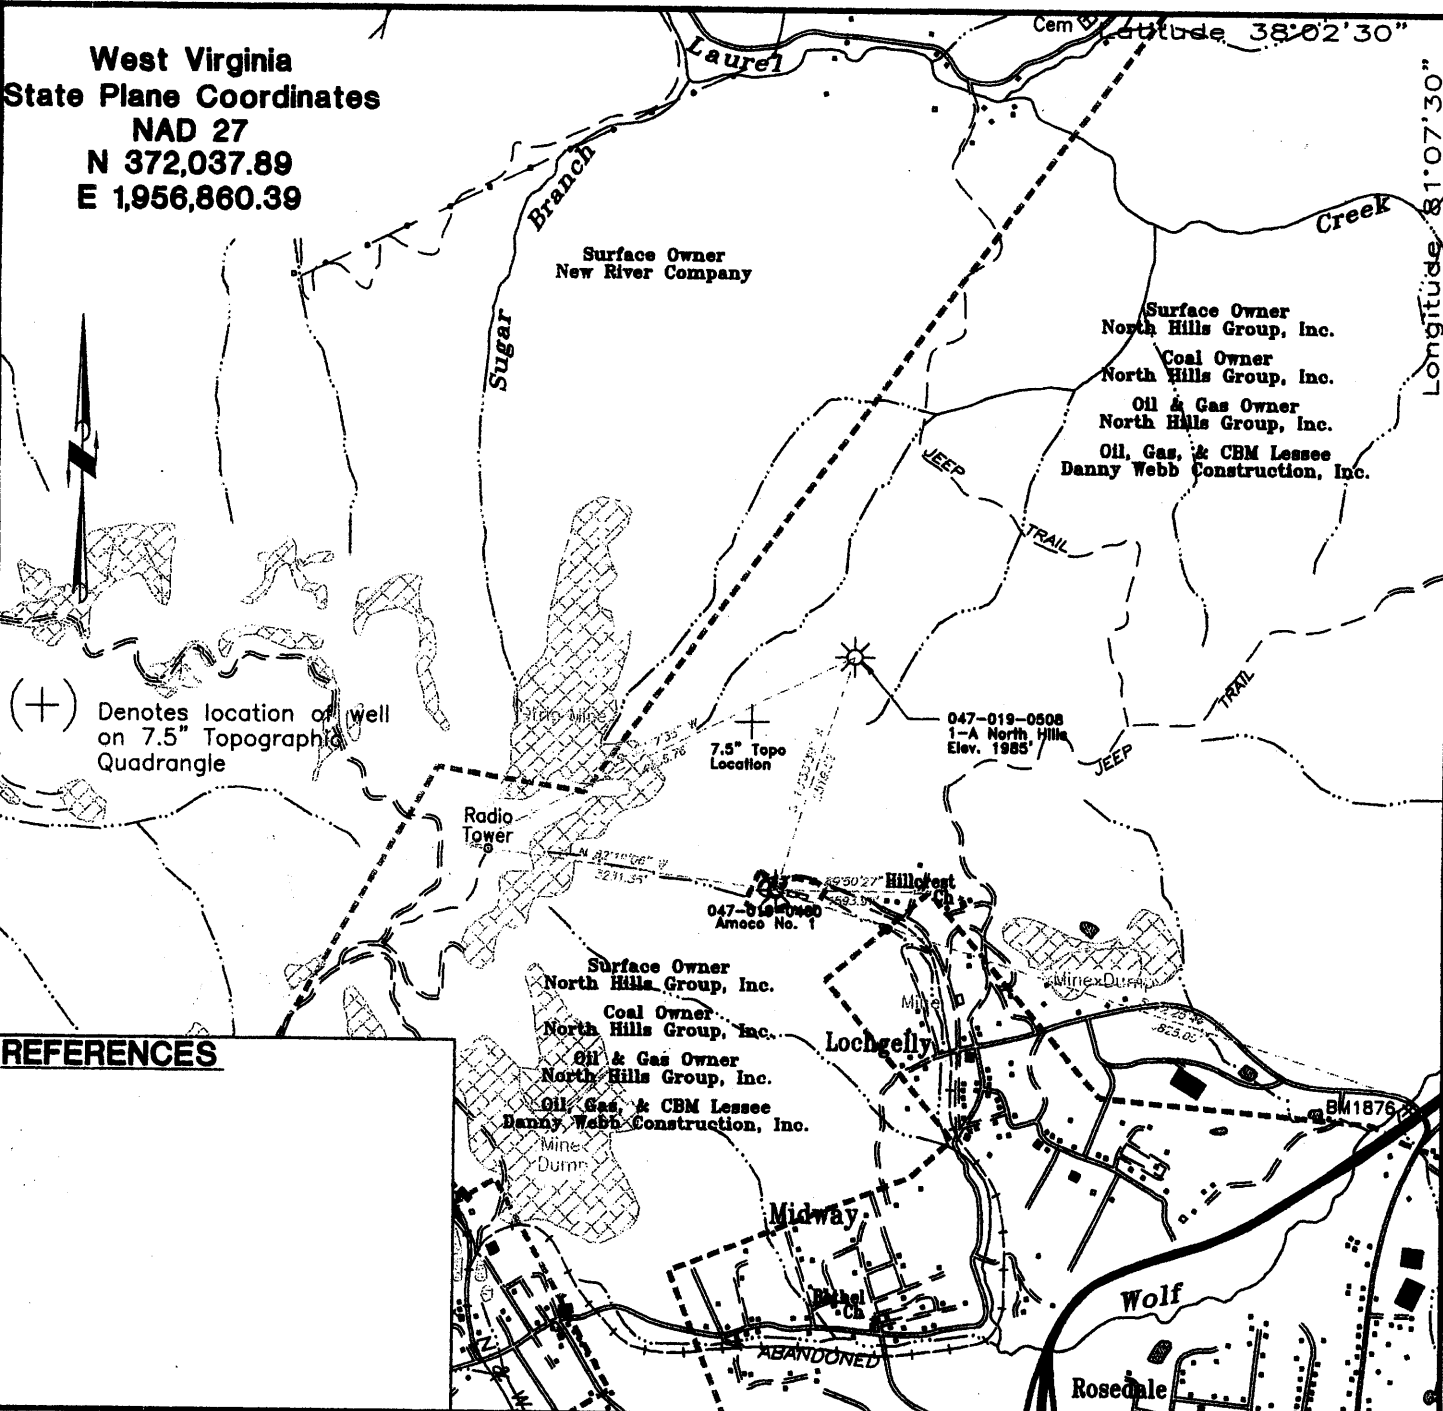 West Virginia
State Plane Coordinates
NAD 27
N 372,037.89
E 1,956,860.39
Cem
Latitude 38°02'30"
Longitude 81°07'30"
Laurel
Creek
Sugar
Branch
Surface Owner
New River Company
Surface Owner
North Hills Group, Inc.
Coal Owner
North Hills Group, Inc.
Oil & Gas Owner
North Hills Group, Inc.
Oil, Gas, & CBM Lessee
Danny Webb Construction, Inc.
JEEP
TRAIL
TRAIL
JEEP
(+) Denotes location of well
on 7.5" Topographic
Quadrangle
Strip Mine
7.5" Topo
Location
047-019-0508
1-A North Hills
Elev. 1985'
Radio
Tower
3231.35'
Hillcrest
Ch
Amoco No. 1
Surface Owner
North Hills Group, Inc.
Coal Owner
North Hills Group, Inc.
Oil & Gas Owner
North Hills Group, Inc.
Oil, Gas, & CBM Lessee
Danny Webb Construction, Inc.
Mine
Dump
Mine
Lochgelly
Mine Dump
BM1876
REFERENCES
Midway
Bethel
Ch
ABANDONED
N & W
Wolf
Rosedale